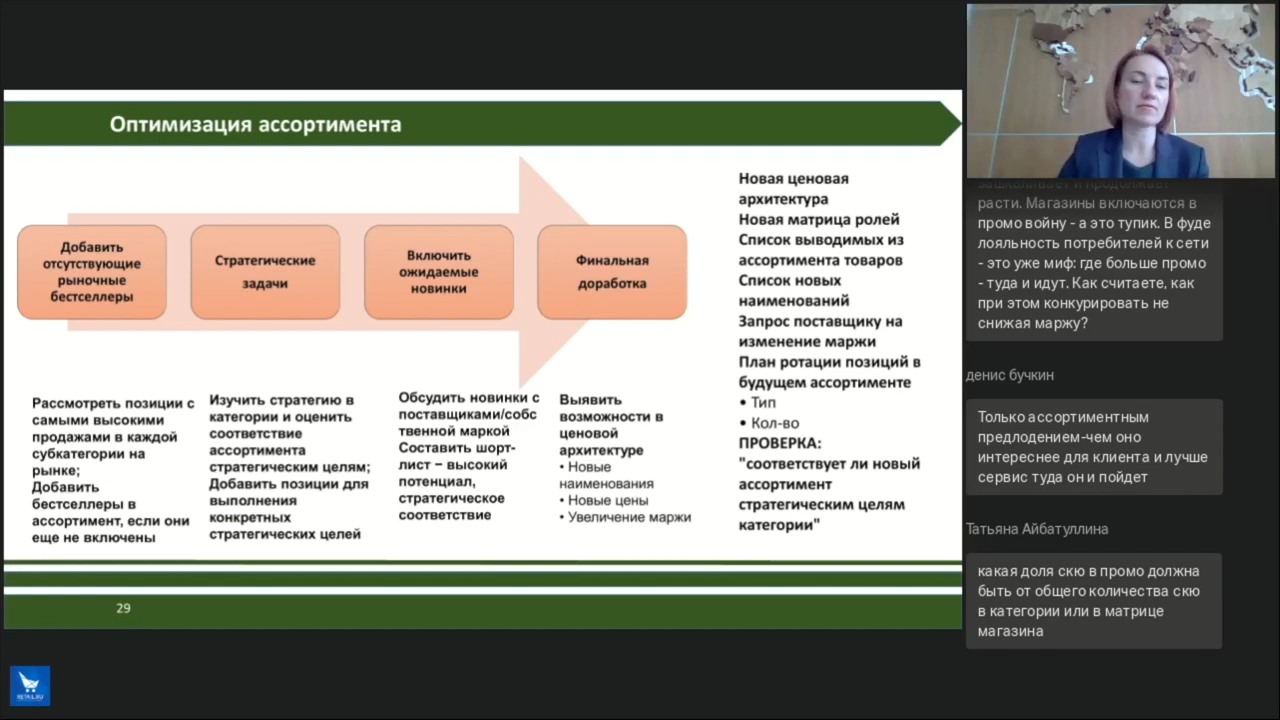 Оптимизация ассортимента
Добавить
отсутствующие
рыночные
бестселлеры
Стратегические
задачи
Включить
ожидаемые
новинки
Финальная
доработка
Рассмотреть позиции с
самыми высокими
продажами в каждой
субкатегории на
рынке;
Добавить
бестселлеры в
ассортимент, если они
еще не включены
Изучить стратегию в
категории и оценить
соответствие
ассортимента
стратегическим целям;
Добавить позиции для
выполнения
конкретных
стратегических целей
Обсудить новинки с
поставщиками/собс
твенной маркой
Составить шорт-
лист – высокий
потенциал,
стратегическое
соответствие
Выявить
возможности в
ценовой
архитектуре
• Новые
наименования
• Новые цены
• Увеличение маржи
Новая ценовая
архитектура
Новая матрица ролей
Список выводимых из
ассортимента товаров
Список новых
наименований
Запрос поставщику на
изменение маржи
План ротации позиций в
будущем ассортименте
• Тип
• Кол-во
ПРОВЕРКА:
"соответствует ли новый
ассортимент
стратегическим целям
категории"
29
RETAIL.RU
зашкаливает и продолжает
расти. Магазины включаются в
промо войну - а это тупик. В фуде
лояльность потребителей к сети
- это уже миф: где больше промо
- туда и идут. Как считаете, как
при этом конкурировать не
снижая маржу?
денис бучкин
Только ассортиментным
предлодением-чем оно
интереснее для клиента и лучше
сервис туда он и пойдет
Татьяна Айбатуллина
какая доля скю в промо должна
быть от общего количества скю
в категории или в матрице
магазина